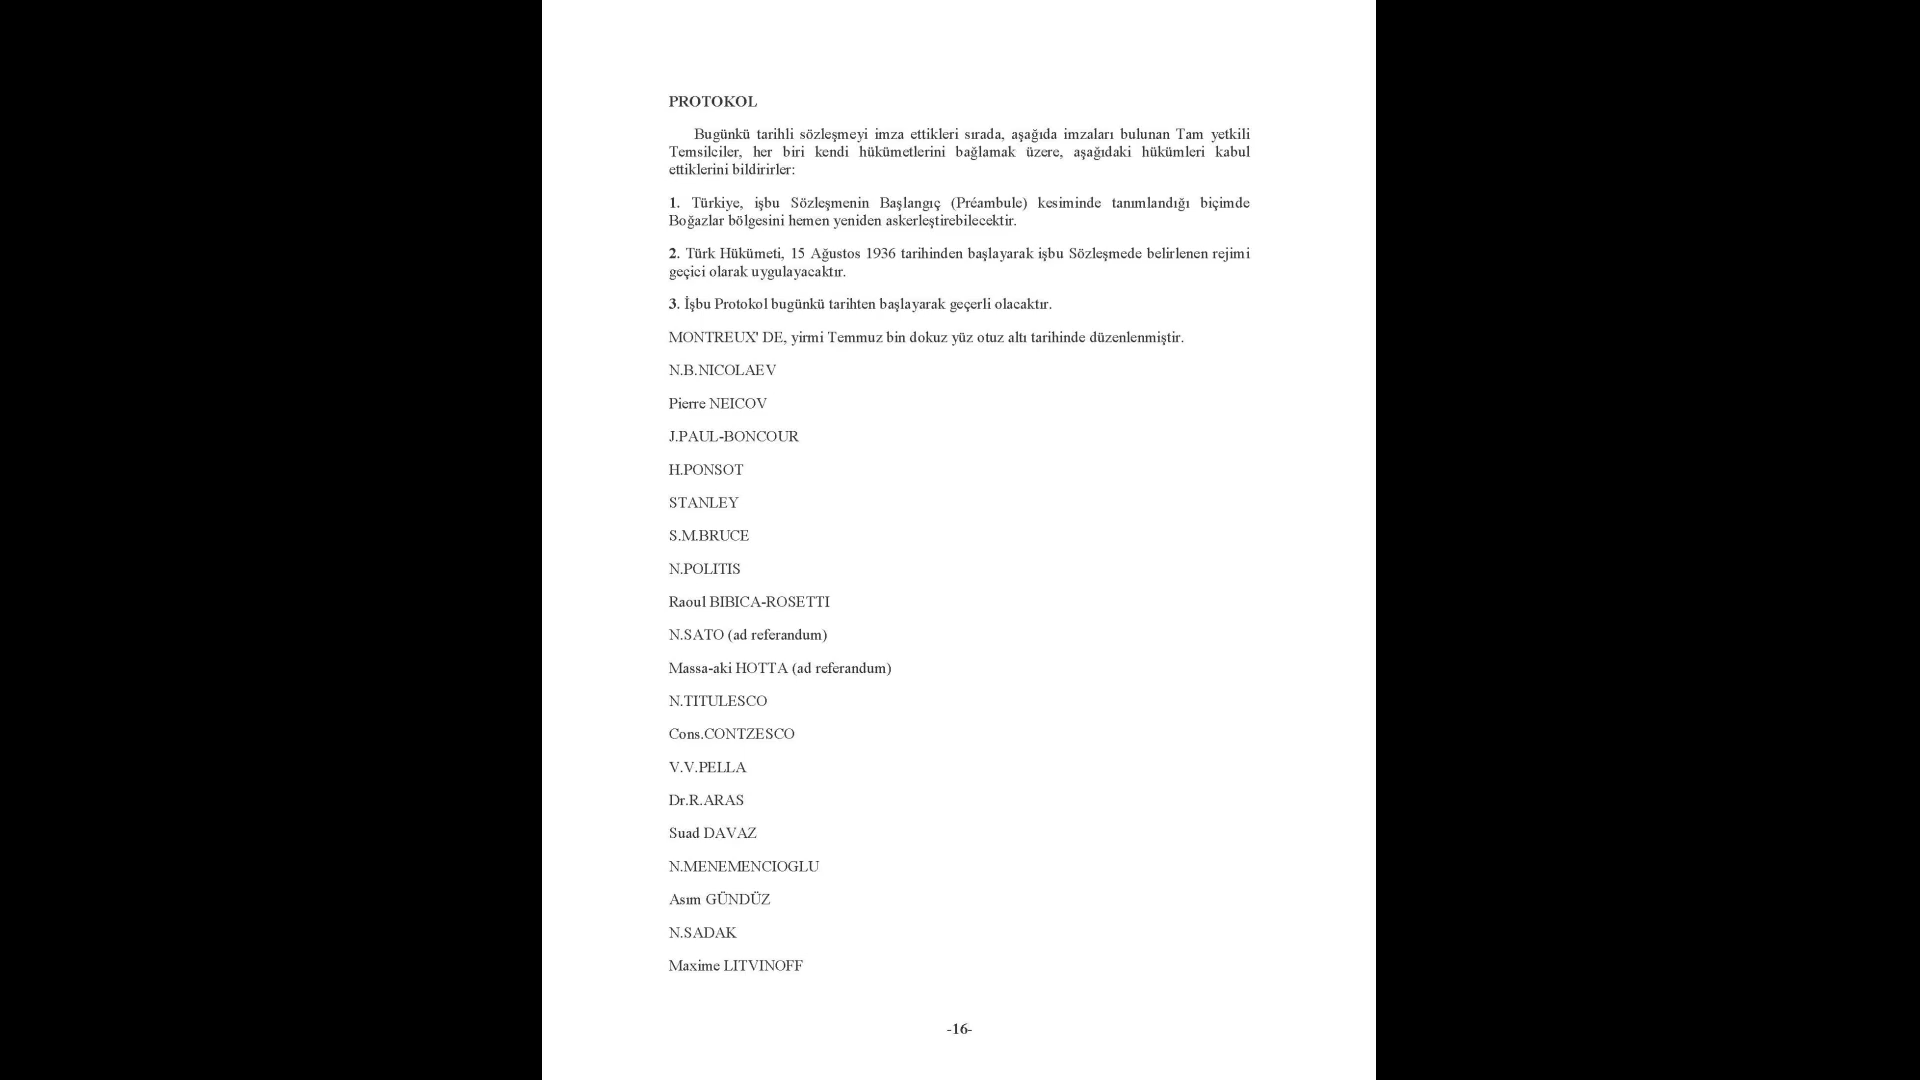 PROTOKOL
Bugünkü tarihli sözleşmeyi imza ettikleri sırada, aşağıda imzaları bulunan Tam yetkili
Temsilciler, her biri kendi hükümetlerini bağlamak üzere, aşağıdaki hükümleri kabul
ettiklerini bildirirler:
1. Türkiye, işbu Sözleşmenin Başlangıç (Préambule) kesiminde tanımlandığı biçimde
Boğazlar bölgesini hemen yeniden askerleştirebilecektir.
2. Türk Hükümeti, 15 Ağustos 1936 tarihinden başlayarak işbu Sözleşmede belirlenen rejimi
geçici olarak uygulayacaktır.
3. İşbu Protokol bugünkü tarihten başlayarak geçerli olacaktır.
MONTREUX' DE, yirmi Temmuz bin dokuz yüz otuz altı tarihinde düzenlenmiştir.
N.B.NICOLAEV
Pierre NEICOV
J.PAUL-BONCOUR
H.PONSOT
STANLEY
S.M.BRUCE
N.POLITIS
Raoul BIBICA-ROSETTI
N.SATO (ad referandum)
Massa-aki HOTTA (ad referandum)
N.TITULESCO
Cons.CONTZESCO
V.V.PELLA
Dr.R.ARAS
Suad DAVAZ
N.MENEMENCIOGLU
Asım GÜNDÜZ
N.SADAK
Maxime LITVINOFF
-16-